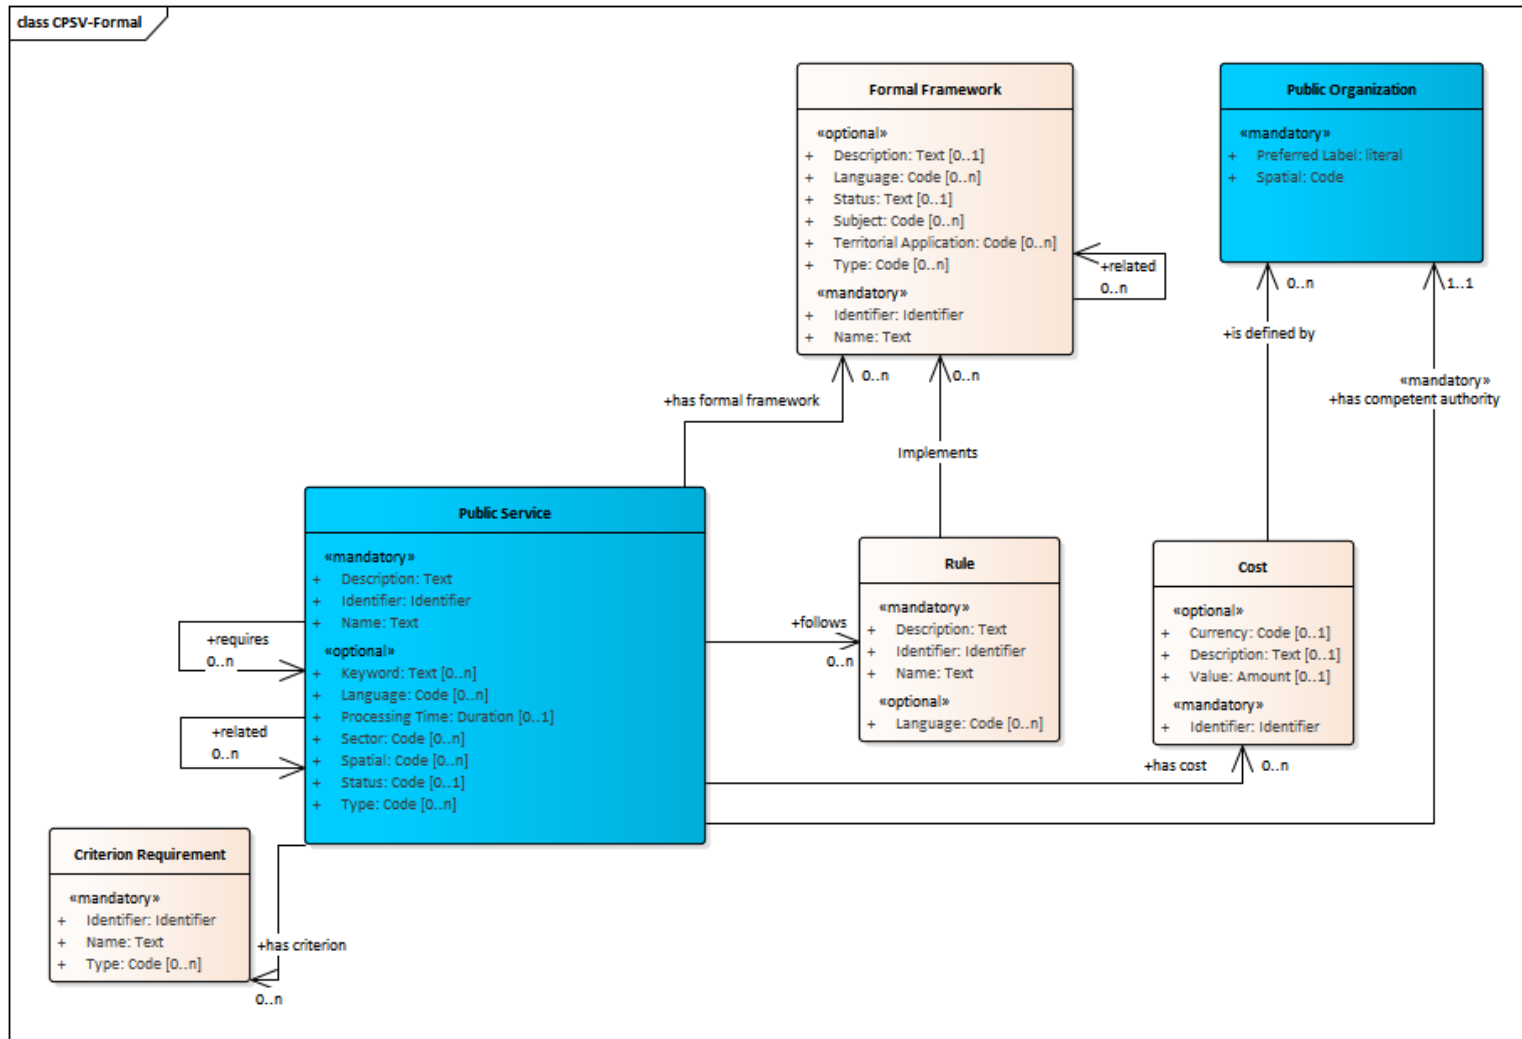 class CPSV-Formal
Formal Framework
«optional»
+ Description: Text [0..1]
+ Language: Code [0..n]
+ Status: Text [0..1]
+ Subject: Code [0..n]
+ Territorial Application: Code [0..n]
+ Type: Code [0..n]
«mandatory»
+ Identifier: Identifier
+ Name: Text
Public Organization
«mandatory»
+ Preferred Label: literal
+ Spatial: Code
+related
0..n
0..n
1..1
+is defined by
0..n
0..n
«mandatory»
+has competent authority
+has formal framework
Implements
Public Service
«mandatory»
+ Description: Text
+ Identifier: Identifier
+ Name: Text
«optional»
+ Keyword: Text [0..n]
+ Language: Code [0..n]
+ Processing Time: Duration [0..1]
+ Sector: Code [0..n]
+ Spatial: Code [0..n]
+ Status: Code [0..1]
+ Type: Code [0..n]
+requires
0..n
+related
0..n
+follows
0..n
Rule
«mandatory»
+ Description: Text
+ Identifier: Identifier
+ Name: Text
«optional»
+ Language: Code [0..n]
Cost
«optional»
+ Currency: Code [0..1]
+ Description: Text [0..1]
+ Value: Amount [0..1]
«mandatory»
+ Identifier: Identifier
+has cost
0..n
Criterion Requirement
«mandatory»
+ Identifier: Identifier
+ Name: Text
+ Type: Code [0..n]
+has criterion
0..n